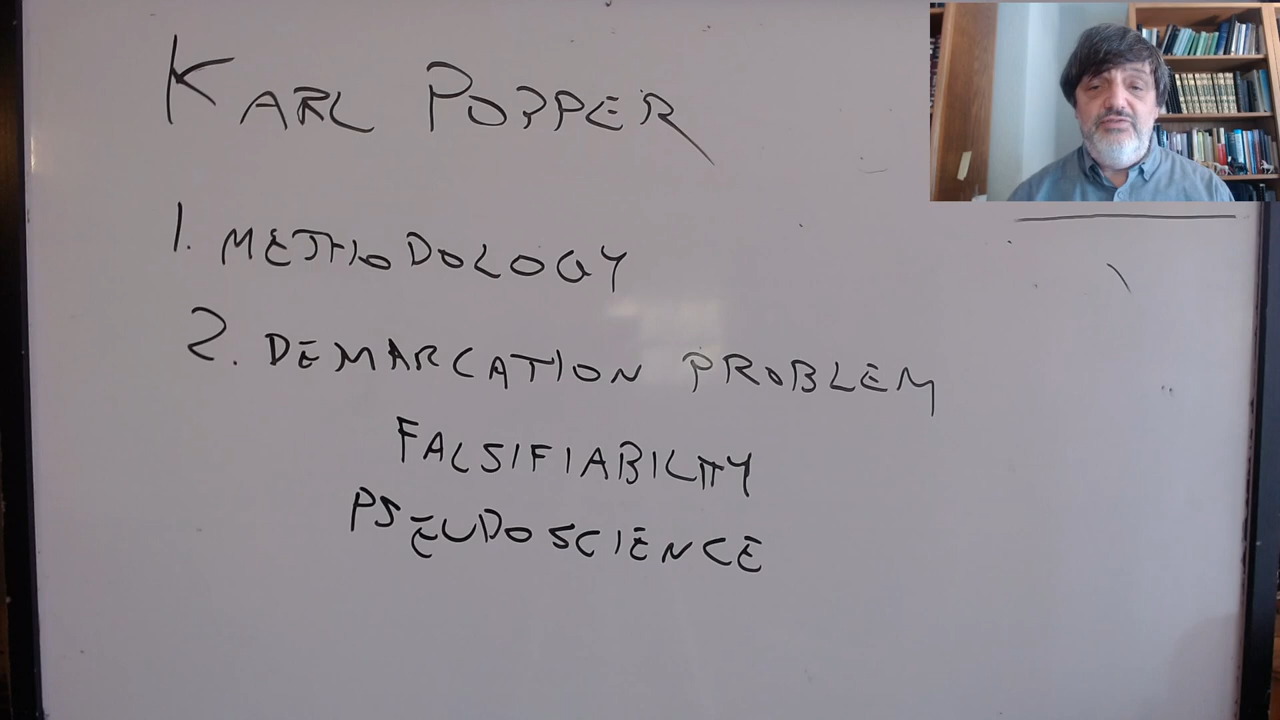 KARL POPPER
1. METHODOLOGY
2. DEMARCATION PROBLEM
FALSIFIABILITY
PSEUDOSCIENCE